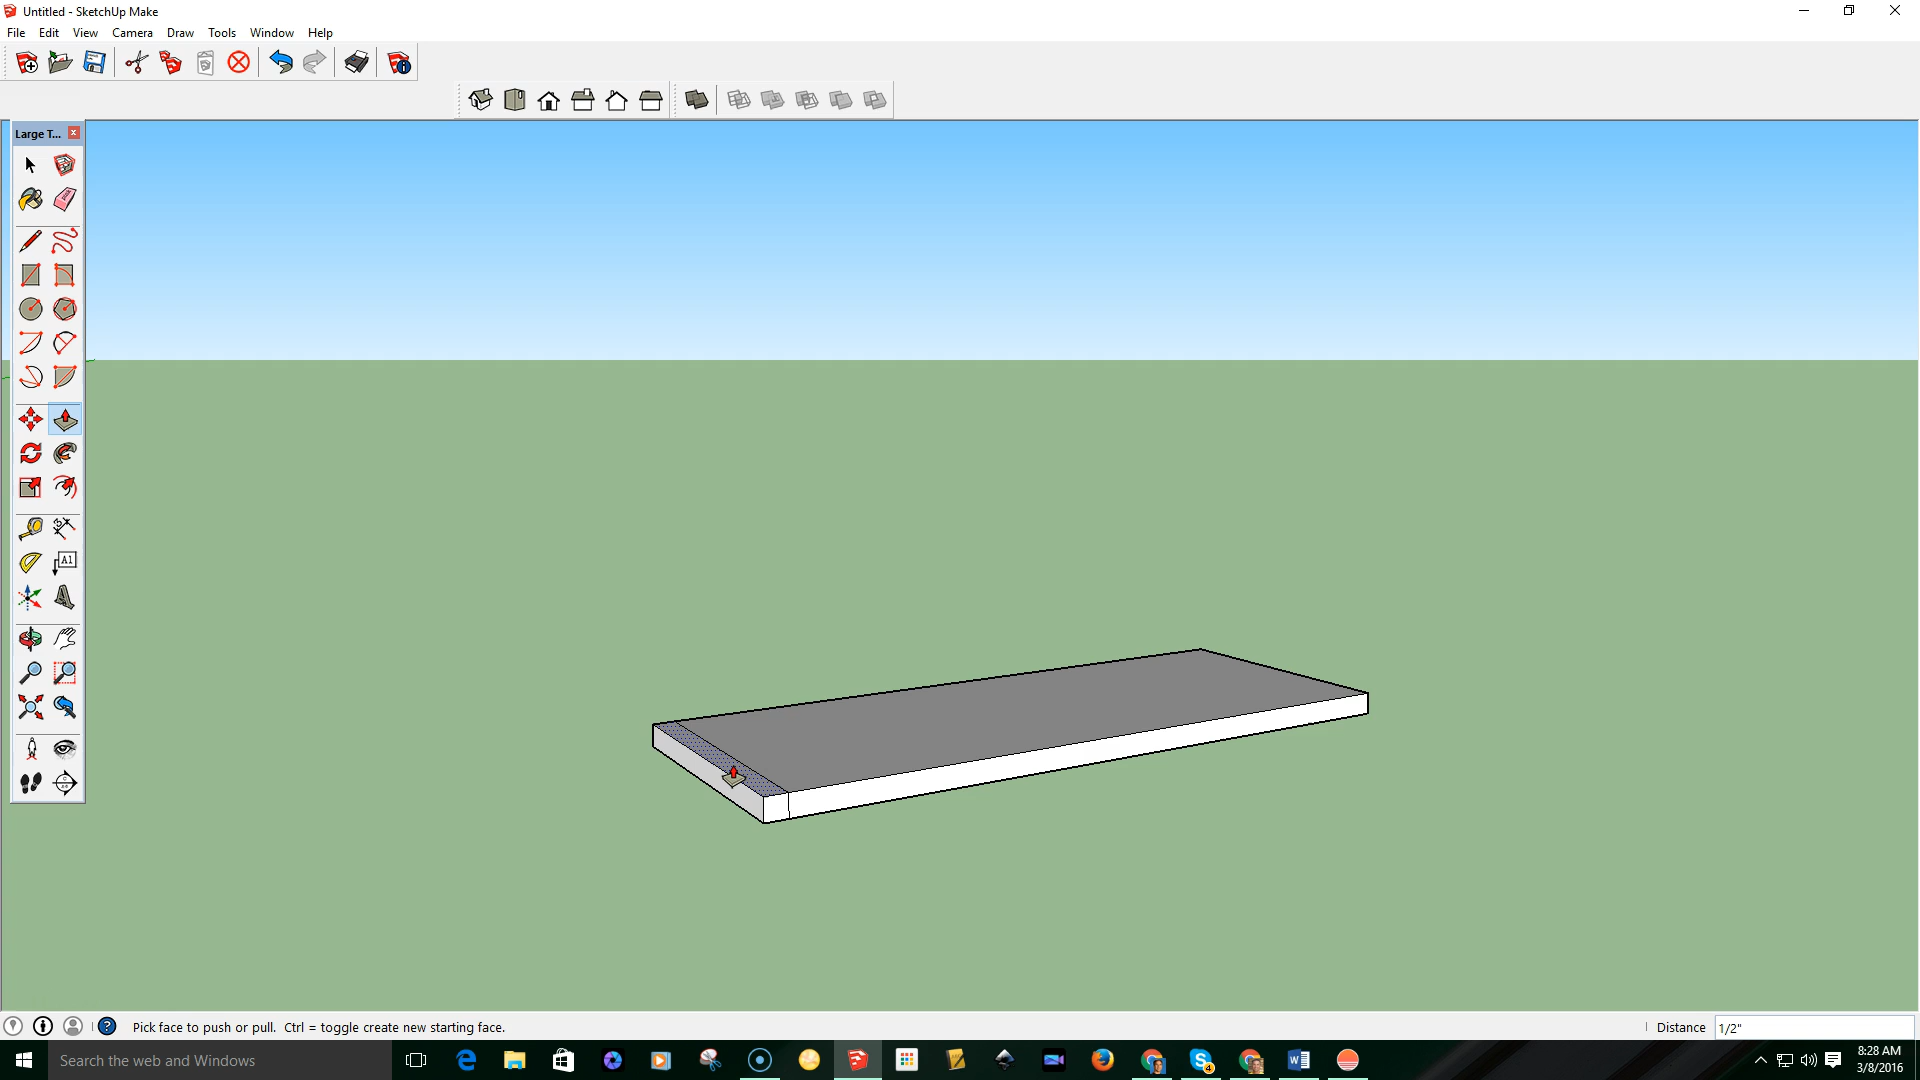 Untitled - SketchUp Make
File Edit View Camera Draw Tools Window Help
Large T...
A1
Pick face to push or pull. Ctrl = toggle create new starting face.
Distance 1/2"
Search the web and Windows
4
8:28 AM
3/8/2016